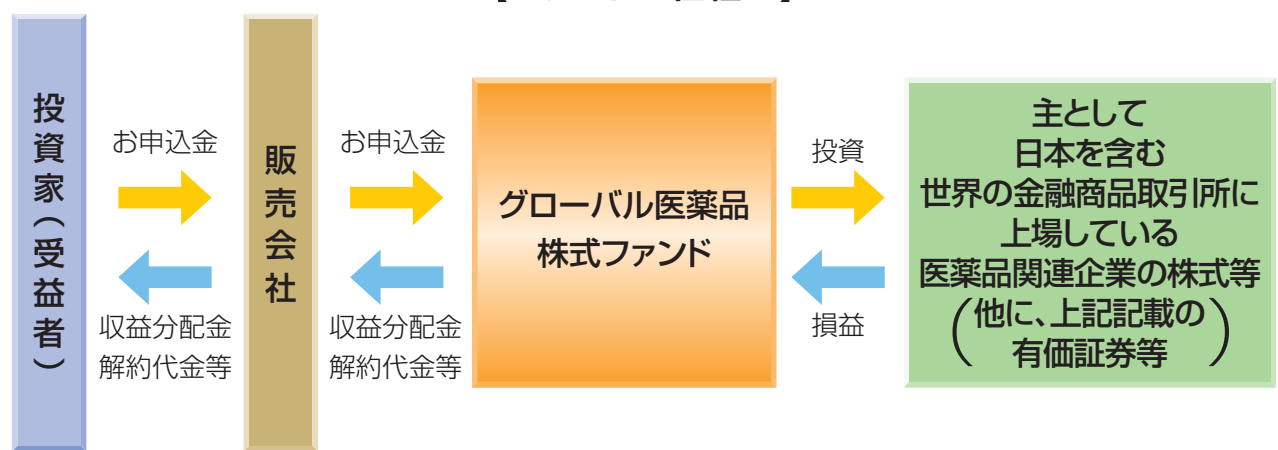 投資家（受益者）
お申込金
収益分配金
解約代金等
販売会社
お申込金
収益分配金
解約代金等
グローバル医薬品
株式ファンド
投資
損益
主として
日本を含む
世界の金融商品取引所に
上場している
医薬品関連企業の株式等
（他に、上記記載の
有価証券等）